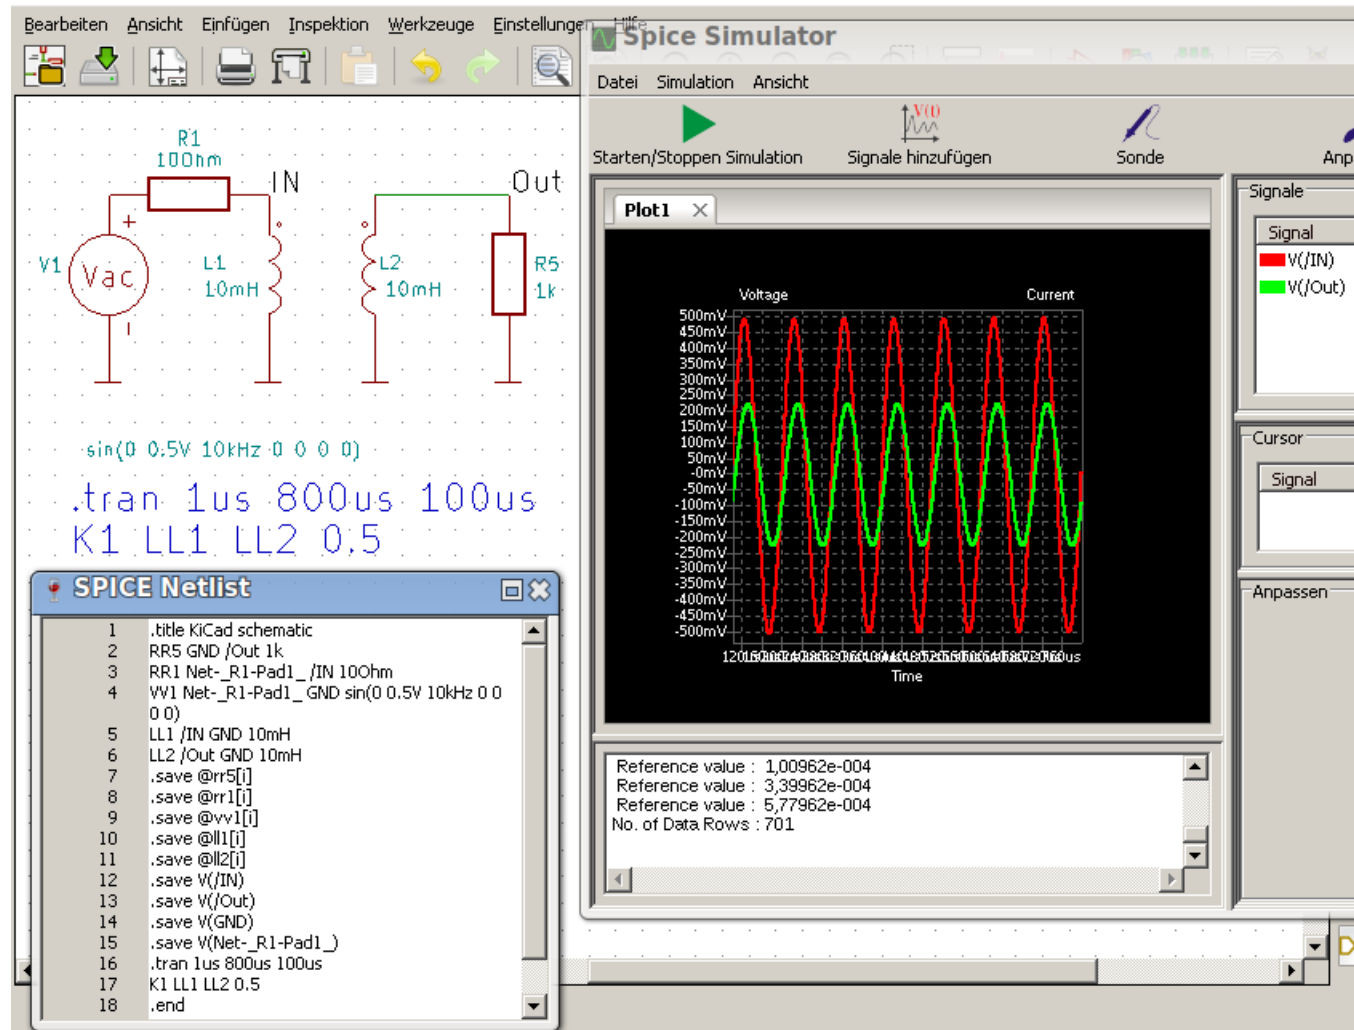 Bearbeiten Ansicht Einfügen Inspektion Werkzeuge Einstellungen Hilfe
Spice Simulator
Datei Simulation Ansicht
Starten/Stoppen Simulation Signale hinzufügen Sonde
V(t)
R1
100hm
IN
Out
V1
Vac
+
L1
10mH
L2
10mH
R5
1k
sin(0 0.5V 10kHz 0 0 0 0)
.tran 1us 800us 100us
K1 LL1 LL2 0.5
Plot1
Voltage Current
500mV
450mV
400mV
350mV
300mV
250mV
200mV
150mV
100mV
50mV
-0mV
-50mV
-100mV
-150mV
-200mV
-250mV
-300mV
-350mV
-400mV
-450mV
-500mV
Time
Signale
Signal
V(/IN)
V(/Out)
Cursor
Signal
Anpassen
Reference value : 1,00962e-004
Reference value : 3,39962e-004
Reference value : 5,77962e-004
No. of Data Rows : 701
SPICE Netlist
1 .title KiCad schematic
2 RR5 GND /Out 1k
3 RR1 Net-_R1-Pad1_ /IN 10Ohm
4 VV1 Net-_R1-Pad1_ GND sin(0 0.5V 10kHz 0 0
0 0)
5 LL1 /IN GND 10mH
6 LL2 /Out GND 10mH
7 .save @rr5[i]
8 .save @rr1[i]
9 .save @vv1[i]
10 .save @ll1[i]
11 .save @ll2[i]
12 .save V(/IN)
13 .save V(/Out)
14 .save V(GND)
15 .save V(Net-_R1-Pad1_)
16 .tran 1us 800us 100us
17 K1 LL1 LL2 0.5
18 .end